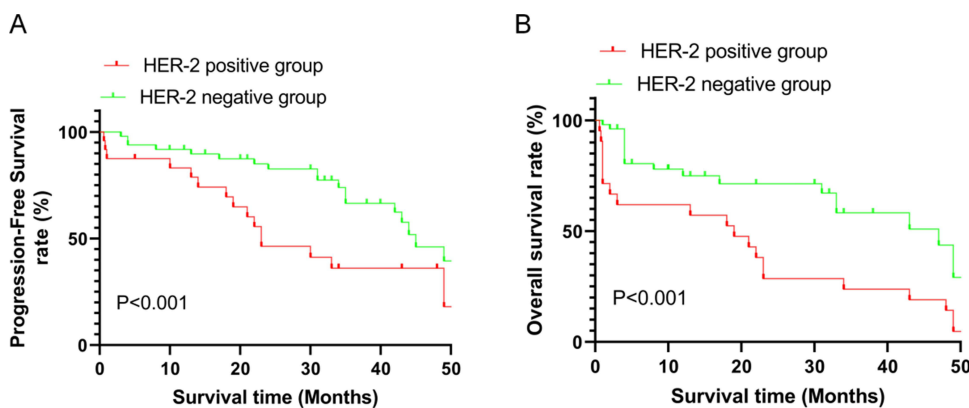 A
HER-2 positive group
HER-2 negative group
Progression-Free Survival
rate (%)
100
50
0
P<0.001
0 10 20 30 40 50
Survival time (Months)
B
HER-2 positive group
HER-2 negative group
Overall survival rate (%)
100
50
0
P<0.001
0 10 20 30 40 50
Survival time (Months)